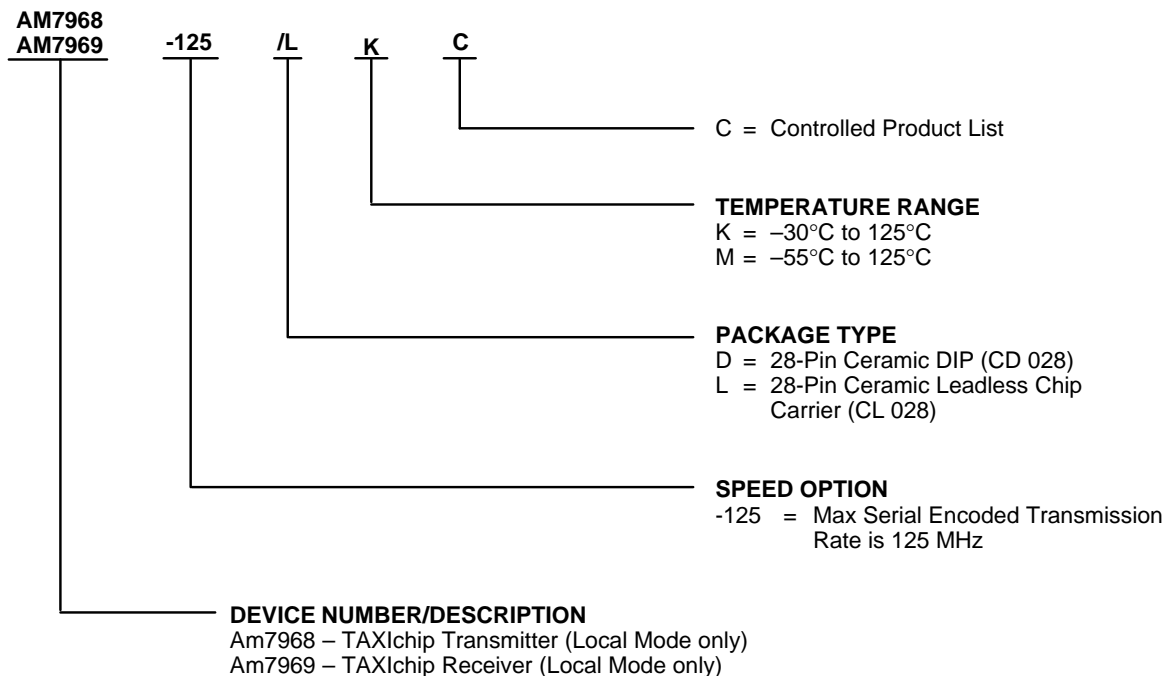 AM7968
AM7969 -125 /L K C
C = Controlled Product List
TEMPERATURE RANGE
K = –30°C to 125°C
M = –55°C to 125°C
PACKAGE TYPE
D = 28-Pin Ceramic DIP (CD 028)
L = 28-Pin Ceramic Leadless Chip
Carrier (CL 028)
SPEED OPTION
-125 = Max Serial Encoded Transmission
Rate is 125 MHz
DEVICE NUMBER/DESCRIPTION
Am7968 – TAXIchip Transmitter (Local Mode only)
Am7969 – TAXIchip Receiver (Local Mode only)